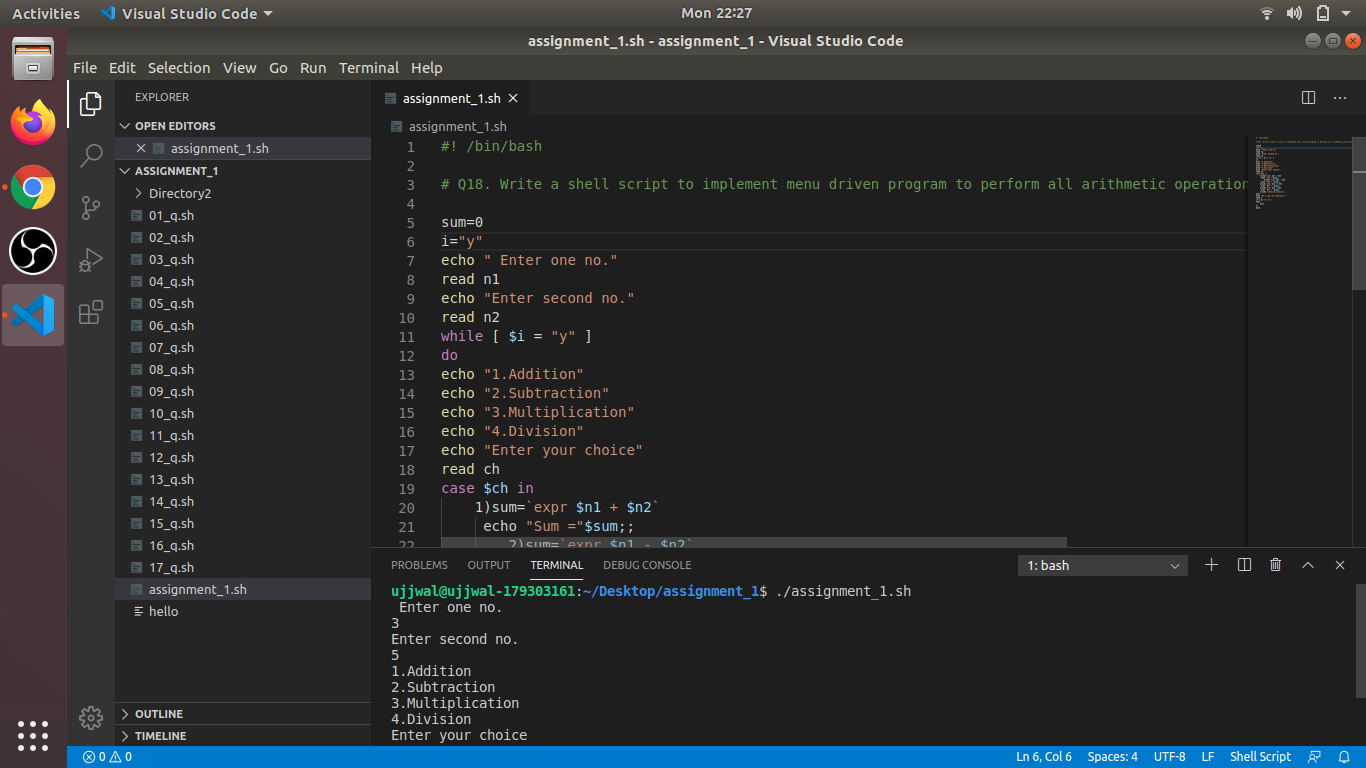 Activities
Visual Studio Code
Mon 22:27
assignment_1.sh - assignment_1 - Visual Studio Code
File Edit Selection View Go Run Terminal Help
EXPLORER
OPEN EDITORS
assignment_1.sh
ASSIGNMENT_1
Directory2
01_q.sh
02_q.sh
03_q.sh
04_q.sh
05_q.sh
06_q.sh
07_q.sh
08_q.sh
09_q.sh
10_q.sh
11_q.sh
12_q.sh
13_q.sh
14_q.sh
15_q.sh
16_q.sh
17_q.sh
assignment_1.sh
hello
OUTLINE
TIMELINE
assignment_1.sh
assignment_1.sh
1 #! /bin/bash
2
3 # Q18. Write a shell script to implement menu driven program to perform all arithmetic operation
4
5 sum=0
6 i="y"
7 echo " Enter one no."
8 read n1
9 echo "Enter second no."
10 read n2
11 while [ $i = "y" ]
12 do
13 echo "1.Addition"
14 echo "2.Subtraction"
15 echo "3.Multiplication"
16 echo "4.Division"
17 echo "Enter your choice"
18 read ch
19 case $ch in
20 1)sum=`expr $n1 + $n2`
21 echo "Sum ="$sum;;
22 2)sum=`expr $n1 - $n2`
PROBLEMS OUTPUT TERMINAL DEBUG CONSOLE
1: bash
ujjwal@ujjwal-179303161:~/Desktop/assignment_1$ ./assignment_1.sh
Enter one no.
3
Enter second no.
5
1.Addition
2.Subtraction
3.Multiplication
4.Division
Enter your choice
0 0
Ln 6, Col 6 Spaces: 4 UTF-8 LF Shell Script